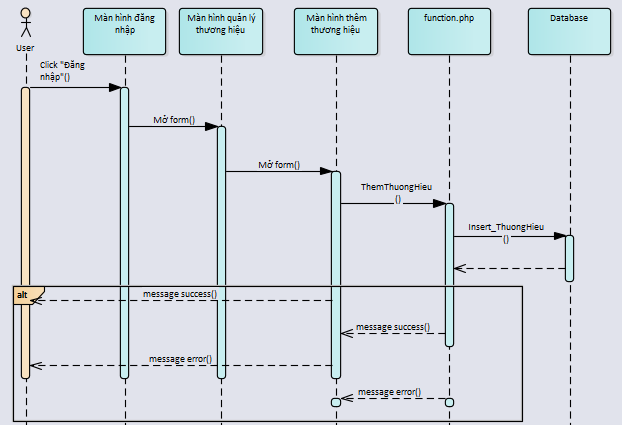 Màn hình đăng
nhập
Màn hình quản lý
thương hiệu
Màn hình thêm
thương hiệu
function.php
Database
User
Click "Đăng
nhập"()
Mở form()
Mở form()
ThemThuongHieu
()
Insert_ThuongHieu
()
alt
message success()
message success()
message error()
message error()